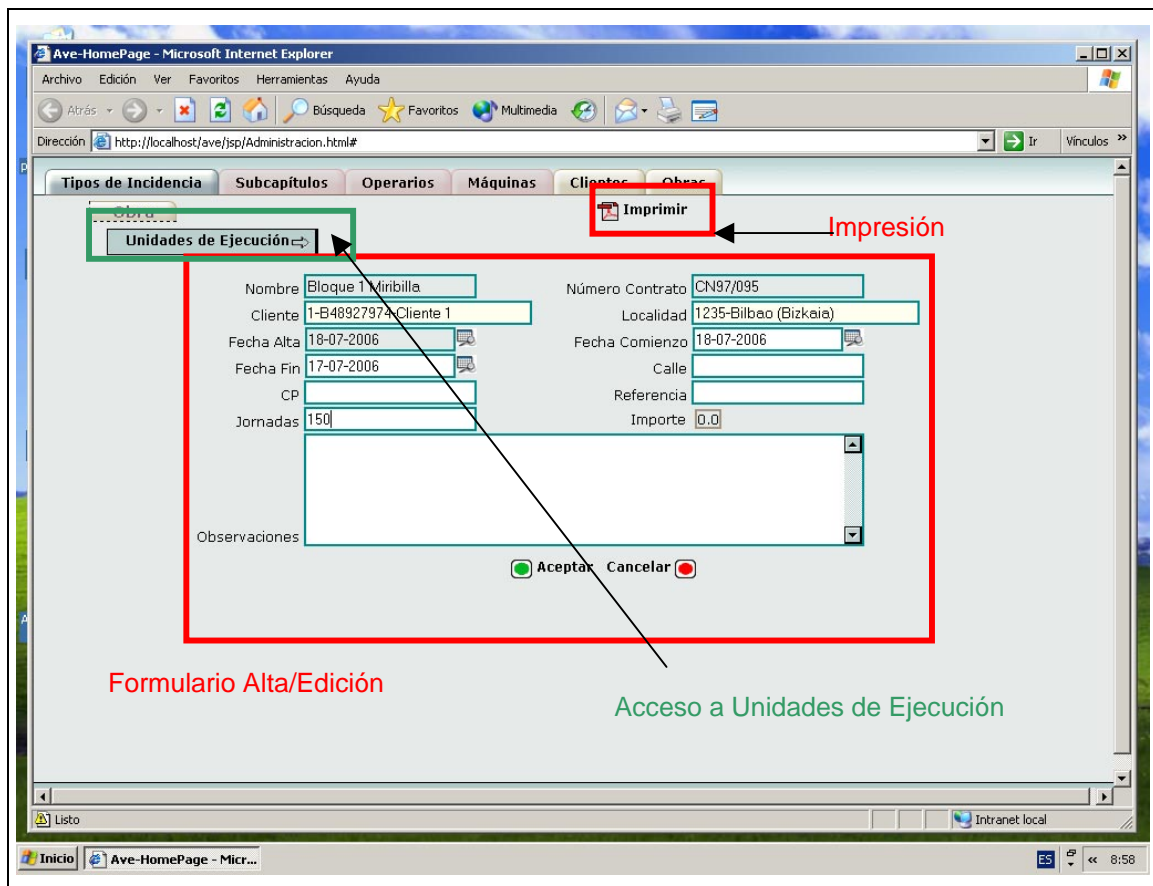 Ave-HomePage - Microsoft Internet Explorer
Archivo Edición Ver Favoritos Herramientas Ayuda
Atrás Búsqueda Favoritos Multimedia
Dirección http://localhost/ave/jsp/Administracion.html# Ir Vínculos »
Tipos de Incidencia Subcapítulos Operarios Máquinas Clientes Obras
Obra Imprimir Impresión
Unidades de Ejecución
Nombre Bloque 1 Miribilla Número Contrato CN97/095
Cliente 1-B48927974-Cliente 1 Localidad 1235-Bilbao (Bizkaia)
Fecha Alta 18-07-2006 Fecha Comienzo 18-07-2006
Fecha Fin 17-07-2006 Calle
CP Referencia
Jornadas 150 Importe 0.0
Observaciones
Aceptar Cancelar
Formulario Alta/Edición
Acceso a Unidades de Ejecución
Listo Intranet local
Inicio Ave-HomePage - Micr... ES « 8:58